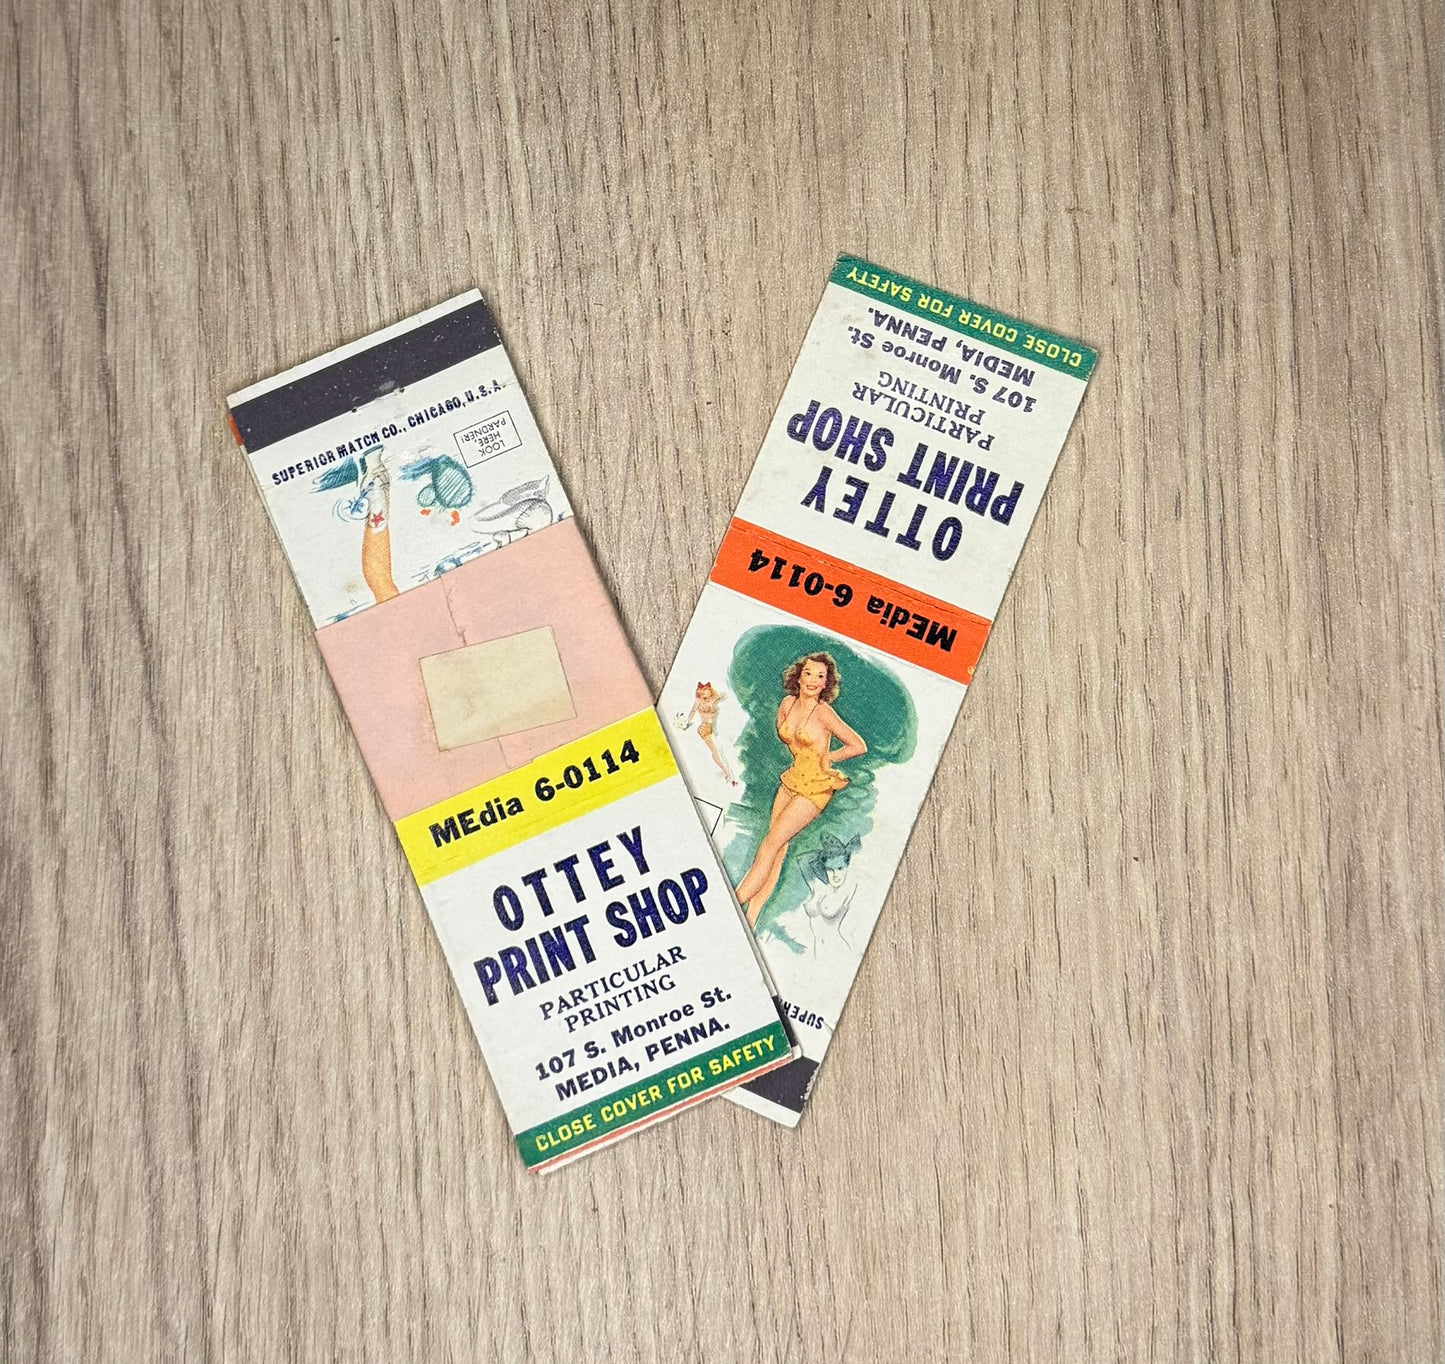 SUPERIOR MATCH CO., CHICAGO, U.S.A.
LOOK
HERE,
PARDNER!
MEdia 6-0114
OTTEY
PRINT SHOP
PARTICULAR
PRINTING
107 S. Monroe St.
MEDIA, PENNA.
CLOSE COVER FOR SAFETY
MEdia 6-0114
OTTEY
PRINT SHOP
PARTICULAR
PRINTING
107 S. Monroe St.
MEDIA, PENNA.
CLOSE COVER FOR SAFETY